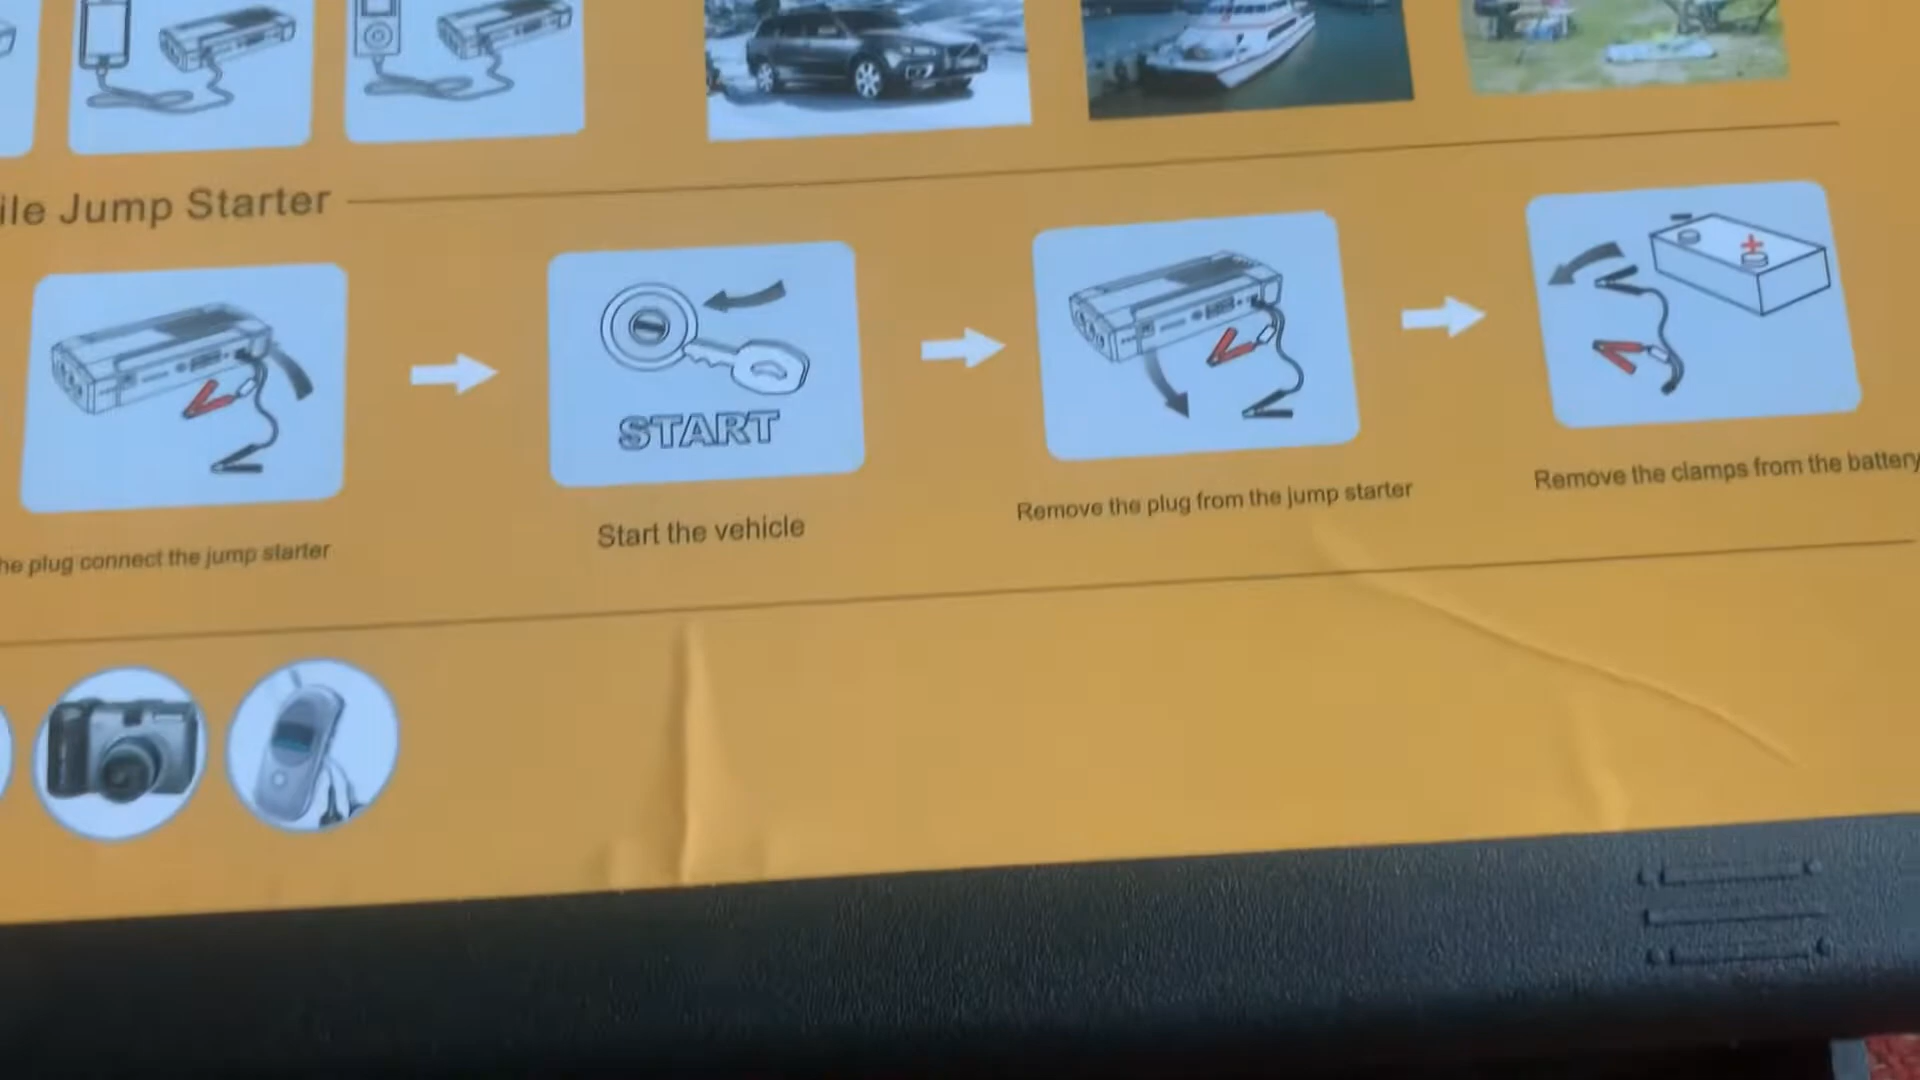 ile Jump Starter
START
he plug connect the jump starter
Start the vehicle
Remove the plug from the jump starter
Remove the clamps from the battery